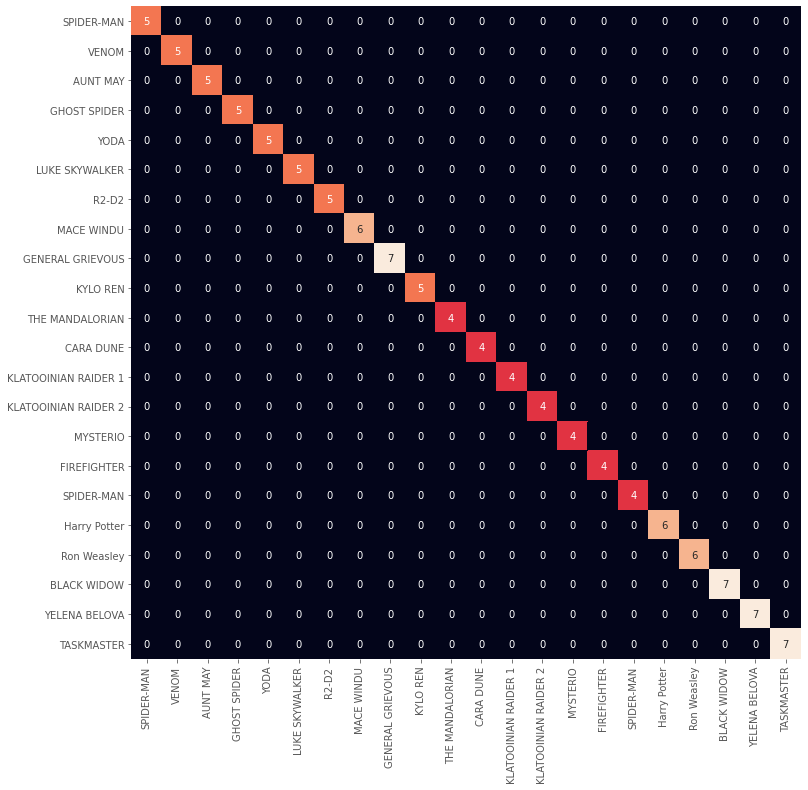 SPIDER-MAN 5 0 0 0 0 0 0 0 0 0 0 0 0 0 0 0 0 0 0 0 0 0
VENOM 0 5 0 0 0 0 0 0 0 0 0 0 0 0 0 0 0 0 0 0 0 0
AUNT MAY 0 0 5 0 0 0 0 0 0 0 0 0 0 0 0 0 0 0 0 0 0 0
GHOST SPIDER 0 0 0 5 0 0 0 0 0 0 0 0 0 0 0 0 0 0 0 0 0 0
YODA 0 0 0 0 5 0 0 0 0 0 0 0 0 0 0 0 0 0 0 0 0 0
LUKE SKYWALKER 0 0 0 0 0 5 0 0 0 0 0 0 0 0 0 0 0 0 0 0 0 0
R2-D2 0 0 0 0 0 0 5 0 0 0 0 0 0 0 0 0 0 0 0 0 0 0
MACE WINDU 0 0 0 0 0 0 0 6 0 0 0 0 0 0 0 0 0 0 0 0 0 0
GENERAL GRIEVOUS 0 0 0 0 0 0 0 0 7 0 0 0 0 0 0 0 0 0 0 0 0 0
KYLO REN 0 0 0 0 0 0 0 0 0 5 0 0 0 0 0 0 0 0 0 0 0 0
THE MANDALORIAN 0 0 0 0 0 0 0 0 0 0 4 0 0 0 0 0 0 0 0 0 0 0
CARA DUNE 0 0 0 0 0 0 0 0 0 0 0 4 0 0 0 0 0 0 0 0 0 0
KLATOOINIAN RAIDER 1 0 0 0 0 0 0 0 0 0 0 0 0 4 0 0 0 0 0 0 0 0 0
KLATOOINIAN RAIDER 2 0 0 0 0 0 0 0 0 0 0 0 0 0 4 0 0 0 0 0 0 0 0
MYSTERIO 0 0 0 0 0 0 0 0 0 0 0 0 0 0 4 0 0 0 0 0 0 0
FIREFIGHTER 0 0 0 0 0 0 0 0 0 0 0 0 0 0 0 4 0 0 0 0 0 0
SPIDER-MAN 0 0 0 0 0 0 0 0 0 0 0 0 0 0 0 0 4 0 0 0 0 0
Harry Potter 0 0 0 0 0 0 0 0 0 0 0 0 0 0 0 0 0 6 0 0 0 0
Ron Weasley 0 0 0 0 0 0 0 0 0 0 0 0 0 0 0 0 0 0 6 0 0 0
BLACK WIDOW 0 0 0 0 0 0 0 0 0 0 0 0 0 0 0 0 0 0 0 7 0 0
YELENA BELOVA 0 0 0 0 0 0 0 0 0 0 0 0 0 0 0 0 0 0 0 0 7 0
TASKMASTER 0 0 0 0 0 0 0 0 0 0 0 0 0 0 0 0 0 0 0 0 0 7
SPIDER-MAN
VENOM
AUNT MAY
GHOST SPIDER
YODA
LUKE SKYWALKER
R2-D2
MACE WINDU
GENERAL GRIEVOUS
KYLO REN
THE MANDALORIAN
CARA DUNE
KLATOOINIAN RAIDER 1
KLATOOINIAN RAIDER 2
MYSTERIO
FIREFIGHTER
SPIDER-MAN
Harry Potter
Ron Weasley
BLACK WIDOW
YELENA BELOVA
TASKMASTER